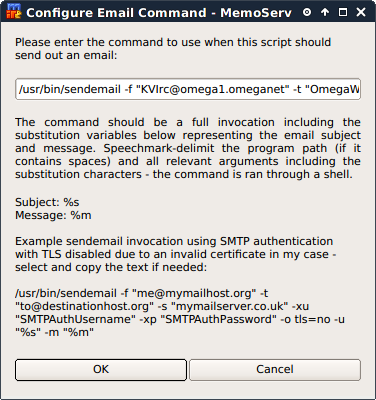 Configure Email Command - MemoServ
Please enter the command to use when this script should
send out an email:
/usr/bin/sendemail -f "KVIrc@omega1.omeganet" -t "OmegaW
The command should be a full invocation including the
substitution variables below representing the email subject
and message. Speechmark-delimit the program path (if it
contains spaces) and all relevant arguments including the
substitution characters - the command is ran through a shell.
Subject: %s
Message: %m
Example sendemail invocation using SMTP authentication
with TLS disabled due to an invalid certificate in my case -
select and copy the text if needed:
/usr/bin/sendemail -f "me@mymailhost.org" -t
"to@destinationhost.org" -s "mymailserver.co.uk" -xu
"SMTPAuthUsername" -xp "SMTPAuthPassword" -o tls=no -u
"%s" -m "%m"
OK
Cancel